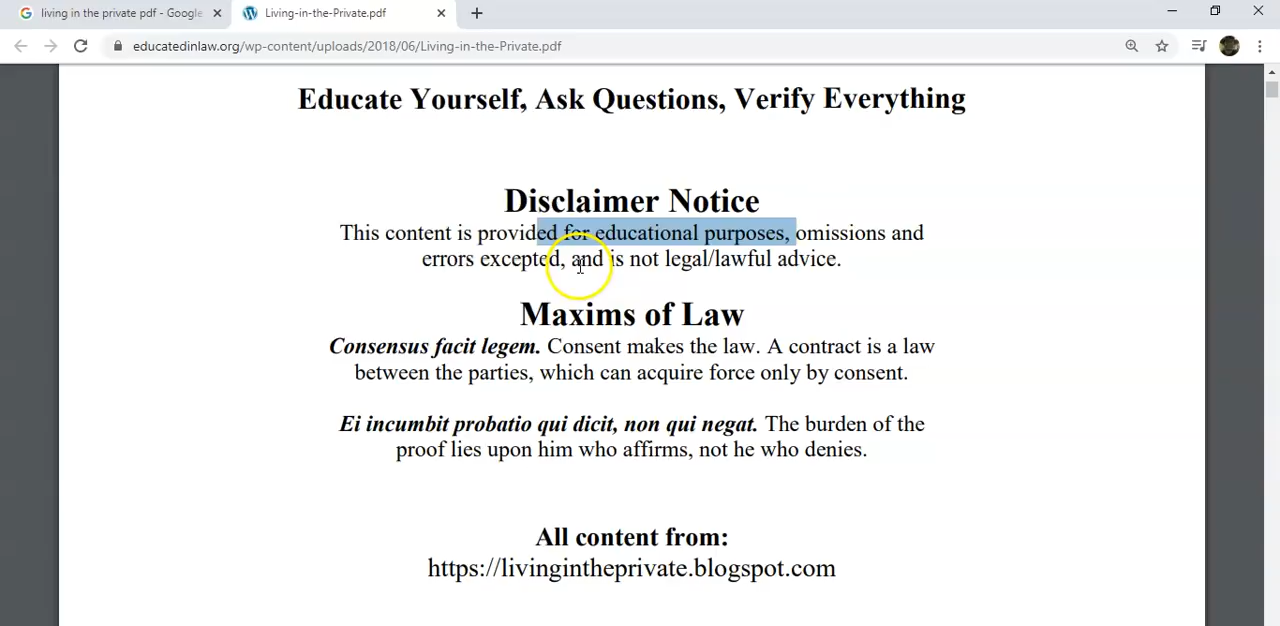 living in the private pdf - Google
Living-in-the-Private.pdf
educatedinlaw.org/wp-content/uploads/2018/06/Living-in-the-Private.pdf
Educate Yourself, Ask Questions, Verify Everything
Disclaimer Notice
This content is provided for educational purposes, omissions and
errors excepted, and is not legal/lawful advice.
Maxims of Law
Consensus facit legem. Consent makes the law. A contract is a law
between the parties, which can acquire force only by consent.
Ei incumbit probatio qui dicit, non qui negat. The burden of the
proof lies upon him who affirms, not he who denies.
All content from:
https://livingintheprivate.blogspot.com